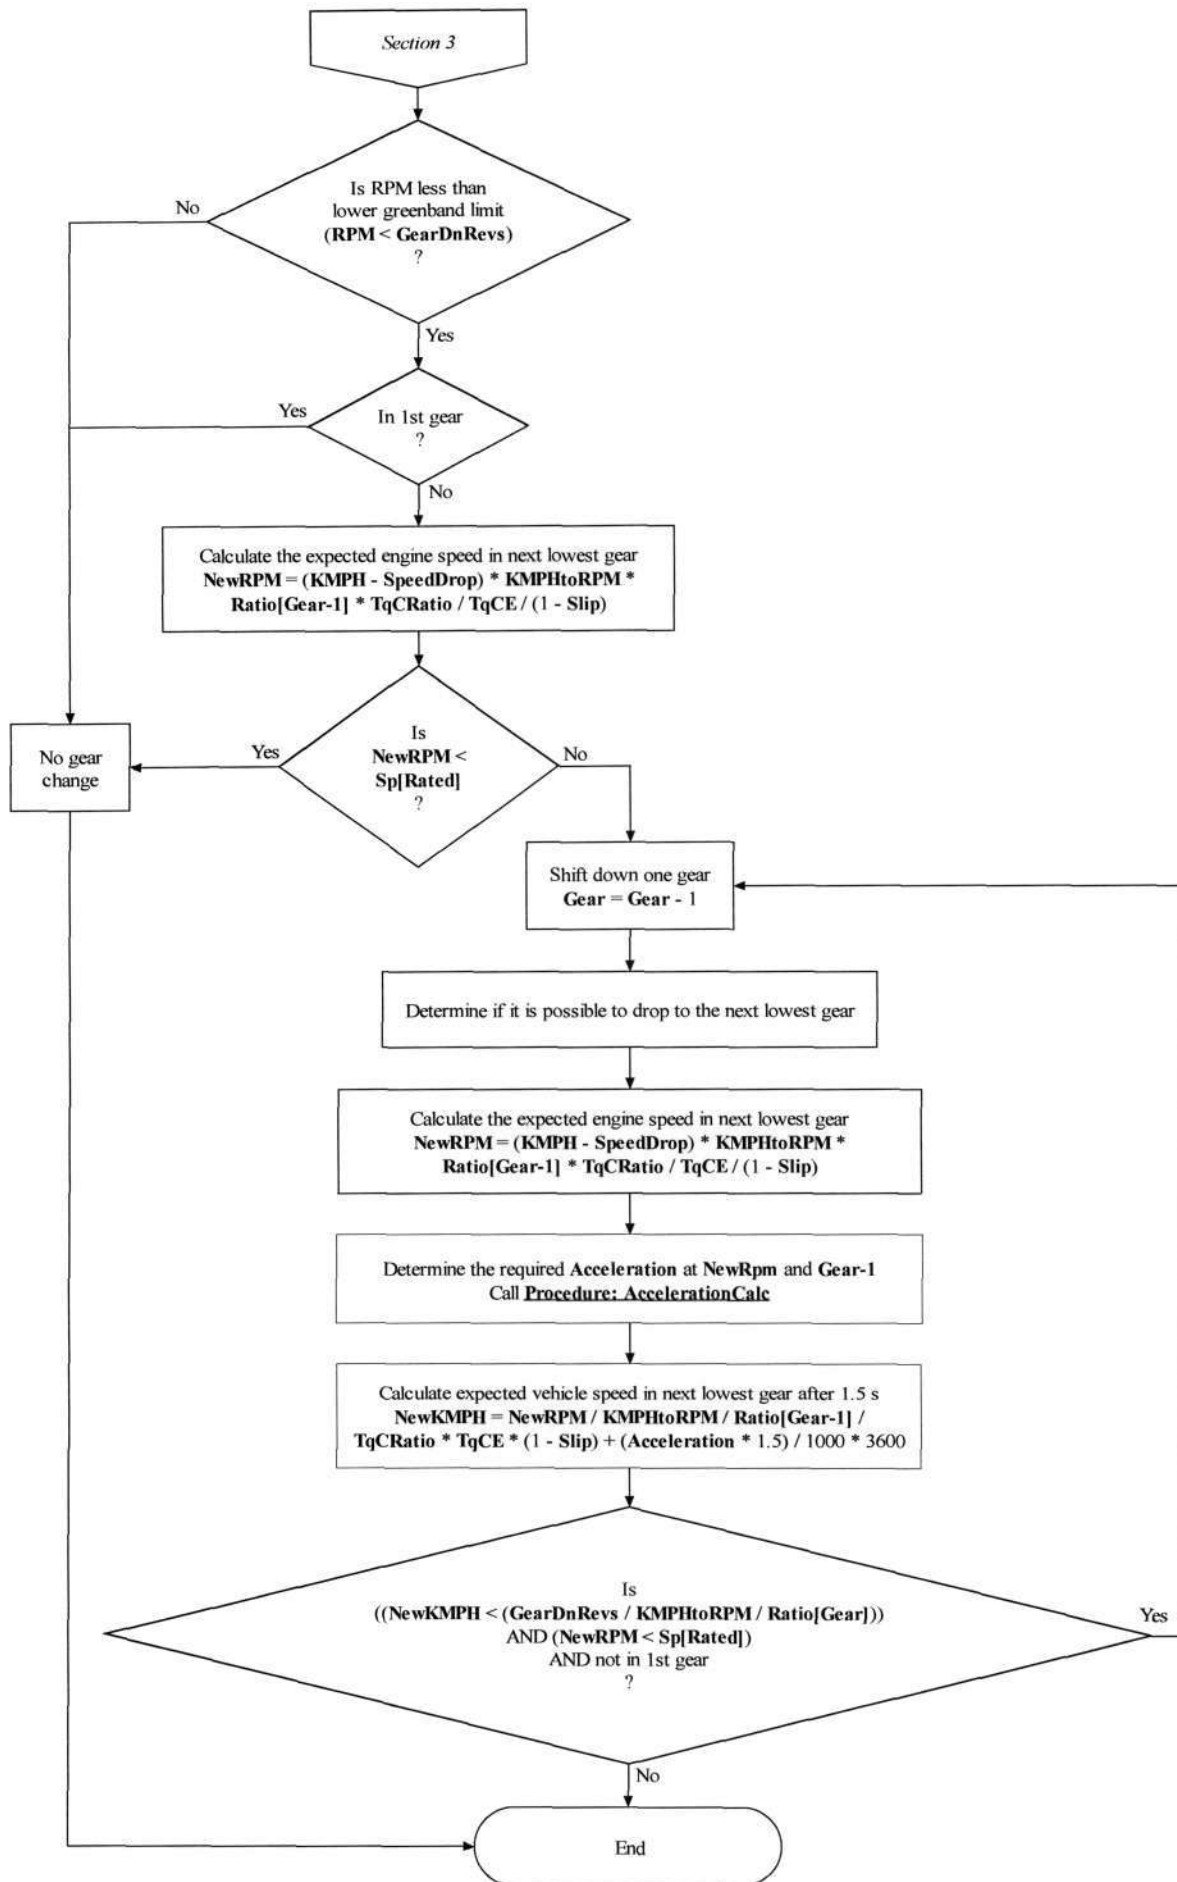 Section 3
Is RPM less than
lower greenband limit
(RPM < GearDnRevs)
?
No
Yes
In 1st gear
?
Yes
No
Calculate the expected engine speed in next lowest gear
NewRPM = (KMPH - SpeedDrop) * KMPHtoRPM *
Ratio[Gear-1] * TqCRatio / TqCE / (1 - Slip)
Is
NewRPM <
Sp[Rated]
?
Yes
No
No gear
change
Shift down one gear
Gear = Gear - 1
Determine if it is possible to drop to the next lowest gear
Calculate the expected engine speed in next lowest gear
NewRPM = (KMPH - SpeedDrop) * KMPHtoRPM *
Ratio[Gear-1] * TqCRatio / TqCE / (1 - Slip)
Determine the required Acceleration at NewRpm and Gear-1
Call Procedure: AccelerationCalc
Calculate expected vehicle speed in next lowest gear after 1.5 s
NewKMPH = NewRPM / KMPHtoRPM / Ratio[Gear-1] /
TqCRatio * TqCE * (1 - Slip) + (Acceleration * 1.5) / 1000 * 3600
Is
((NewKMPH < (GearDnRevs / KMPHtoRPM / Ratio[Gear]))
AND (NewRPM < Sp[Rated])
AND not in 1st gear
?
Yes
No
End